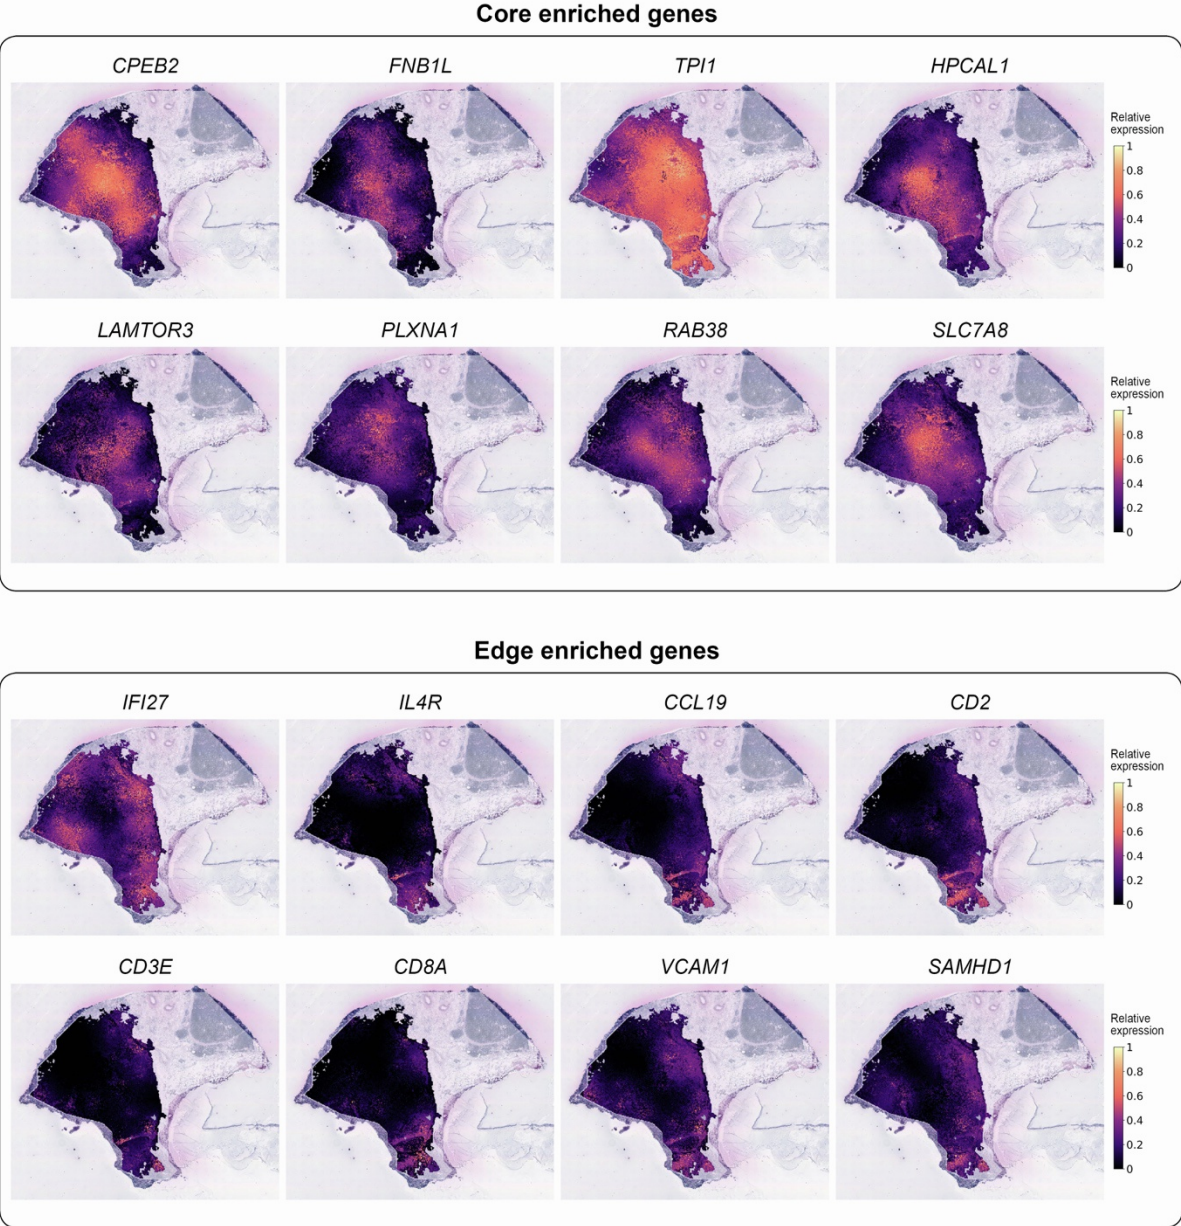 Core enriched genes
CPEB2 FNB1L TPI1 HPCAL1
Relative
expression
1
0.8
0.6
0.4
0.2
0
LAMTOR3 PLXNA1 RAB38 SLC7A8
Relative
expression
1
0.8
0.6
0.4
0.2
0
Edge enriched genes
IFI27 IL4R CCL19 CD2
Relative
expression
1
0.8
0.6
0.4
0.2
0
CD3E CD8A VCAM1 SAMHD1
Relative
expression
1
0.8
0.6
0.4
0.2
0